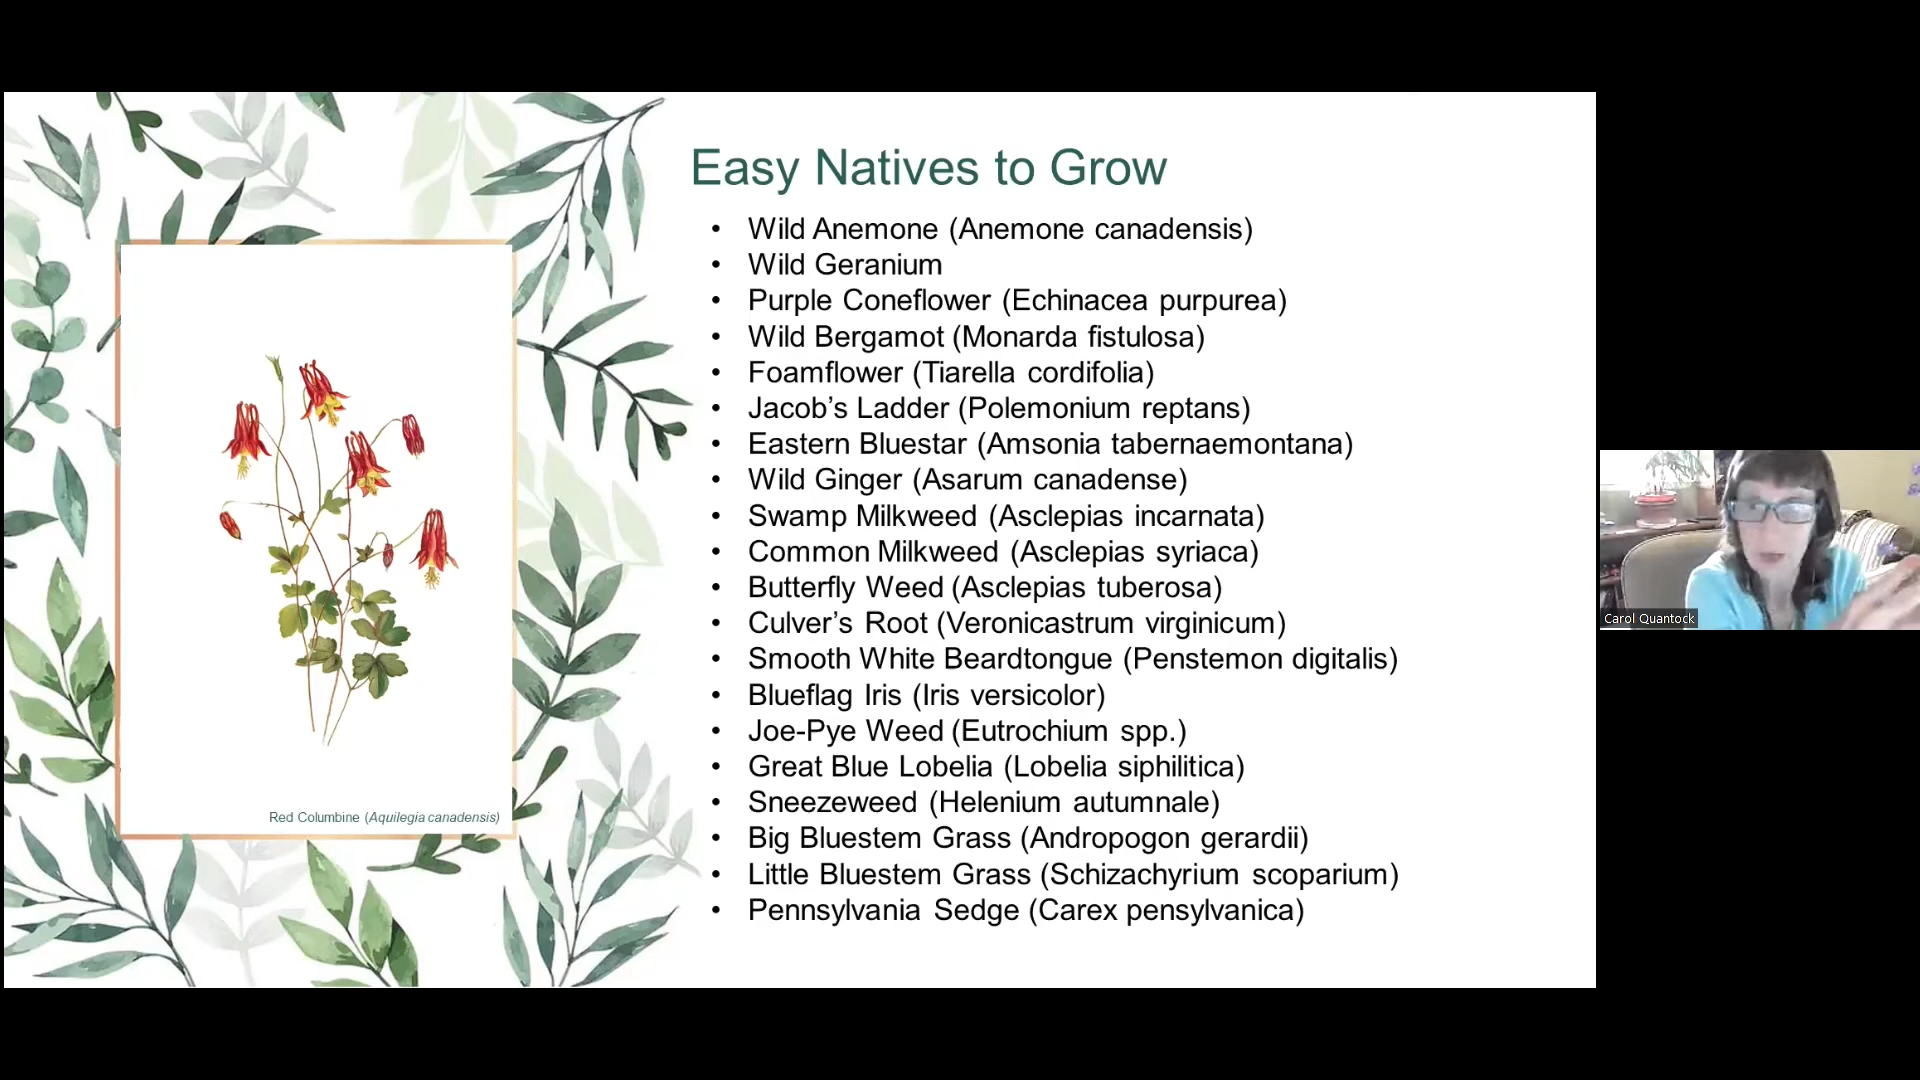 Easy Natives to Grow
• Wild Anemone (Anemone canadensis)
• Wild Geranium
• Purple Coneflower (Echinacea purpurea)
• Wild Bergamot (Monarda fistulosa)
• Foamflower (Tiarella cordifolia)
• Jacob’s Ladder (Polemonium reptans)
• Eastern Bluestar (Amsonia tabernaemontana)
• Wild Ginger (Asarum canadense)
• Swamp Milkweed (Asclepias incarnata)
• Common Milkweed (Asclepias syriaca)
• Butterfly Weed (Asclepias tuberosa)
• Culver’s Root (Veronicastrum virginicum)
• Smooth White Beardtongue (Penstemon digitalis)
• Blueflag Iris (Iris versicolor)
• Joe-Pye Weed (Eutrochium spp.)
• Great Blue Lobelia (Lobelia siphilitica)
• Sneezeweed (Helenium autumnale)
• Big Bluestem Grass (Andropogon gerardii)
• Little Bluestem Grass (Schizachyrium scoparium)
• Pennsylvania Sedge (Carex pensylvanica)
Red Columbine (Aquilegia canadensis)
Carol Quantock